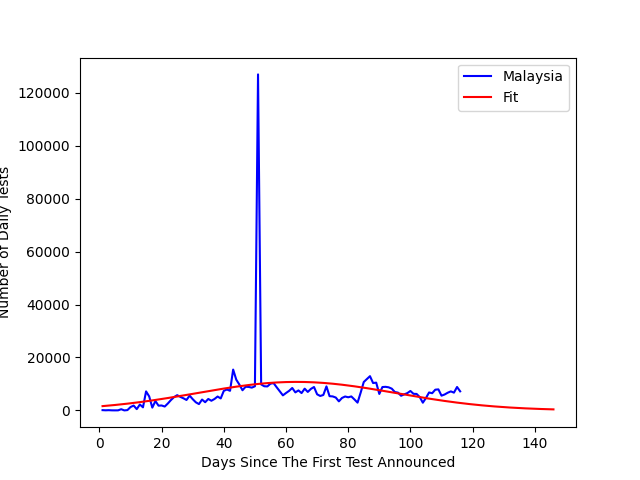 Malaysia
Fit
120000
100000
80000
60000
40000
20000
0
Number of Daily Tests
0 20 40 60 80 100 120 140
Days Since The First Test Announced